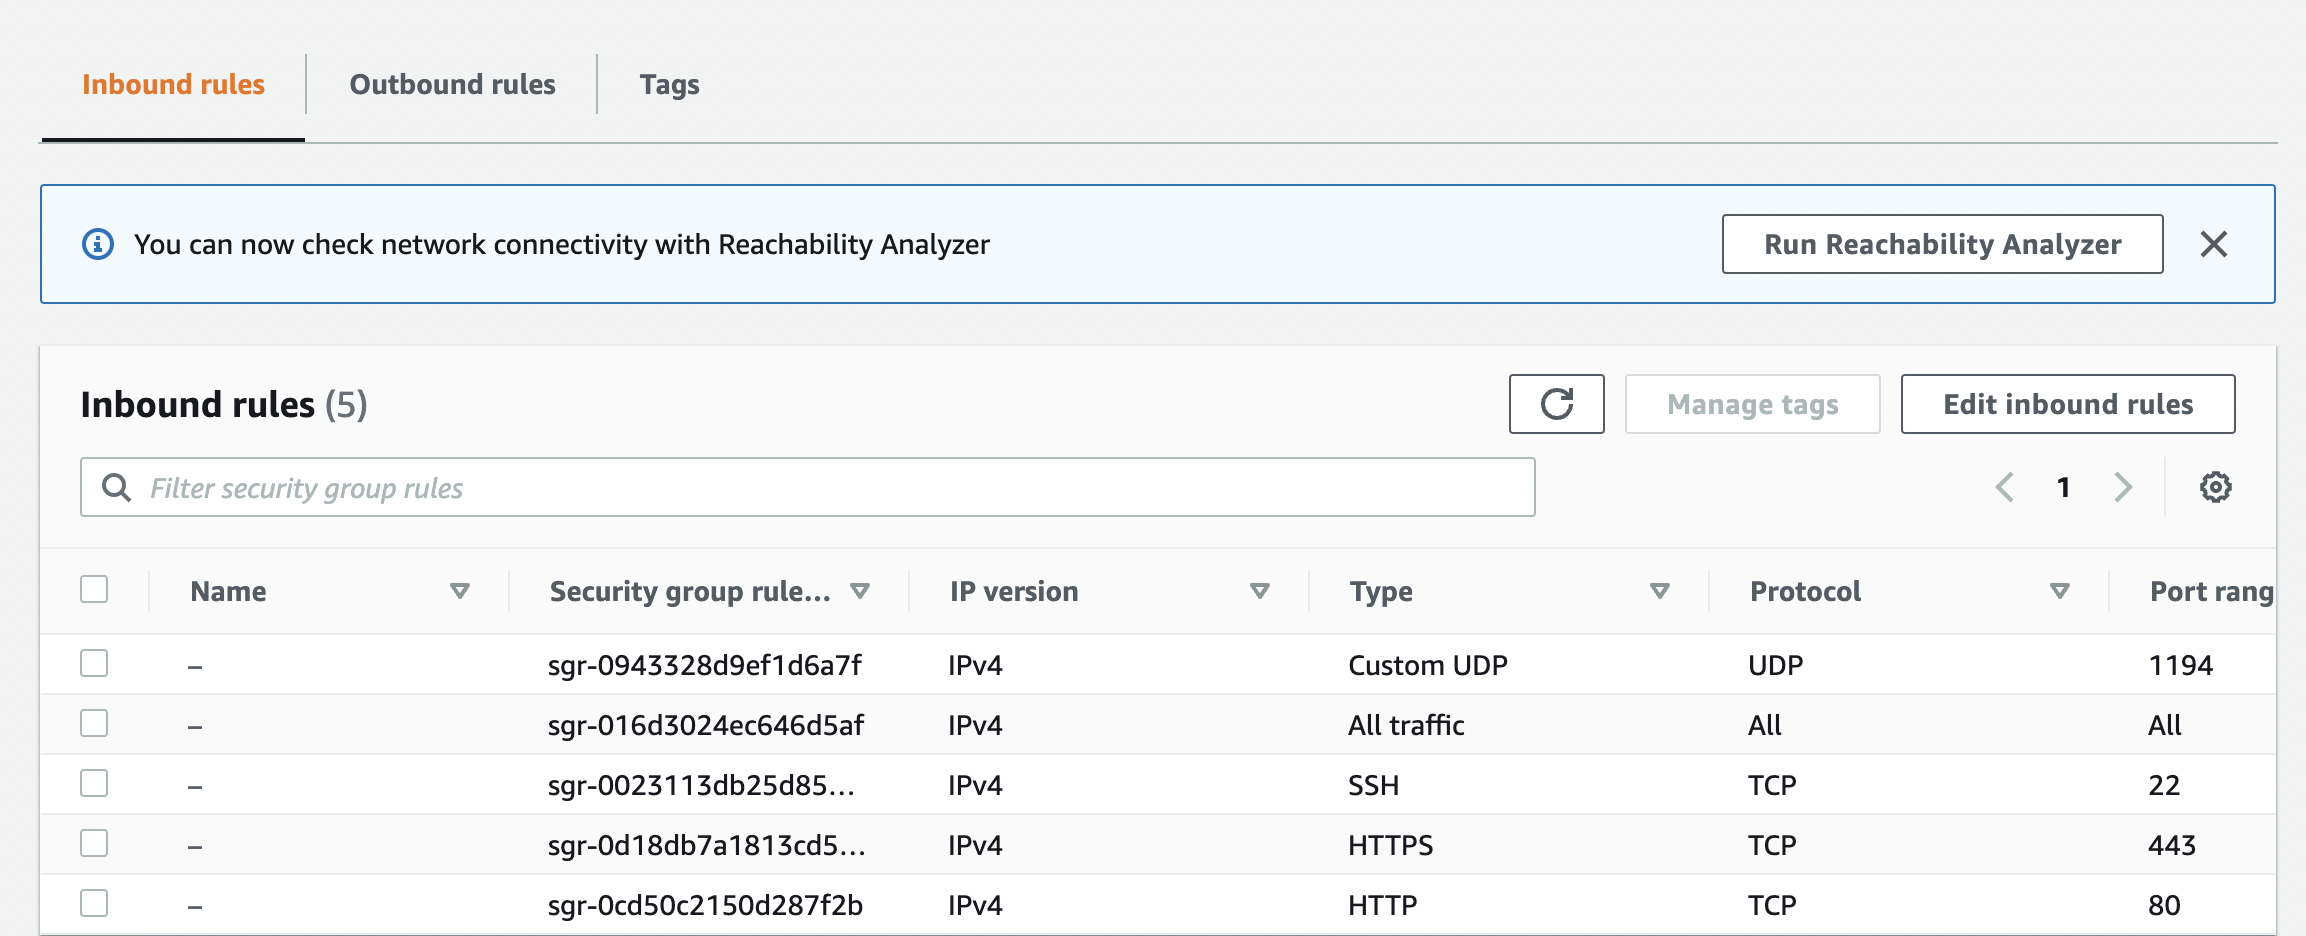 Inbound rules Outbound rules Tags
You can now check network connectivity with Reachability Analyzer Run Reachability Analyzer
Inbound rules (5) Manage tags Edit inbound rules
Filter security group rules 1
Name Security group rule... IP version Type Protocol Port rang
– sgr-0943328d9ef1d6a7f IPv4 Custom UDP UDP 1194
– sgr-016d3024ec646d5af IPv4 All traffic All All
– sgr-0023113db25d85... IPv4 SSH TCP 22
– sgr-0d18db7a1813cd5... IPv4 HTTPS TCP 443
– sgr-0cd50c2150d287f2b IPv4 HTTP TCP 80